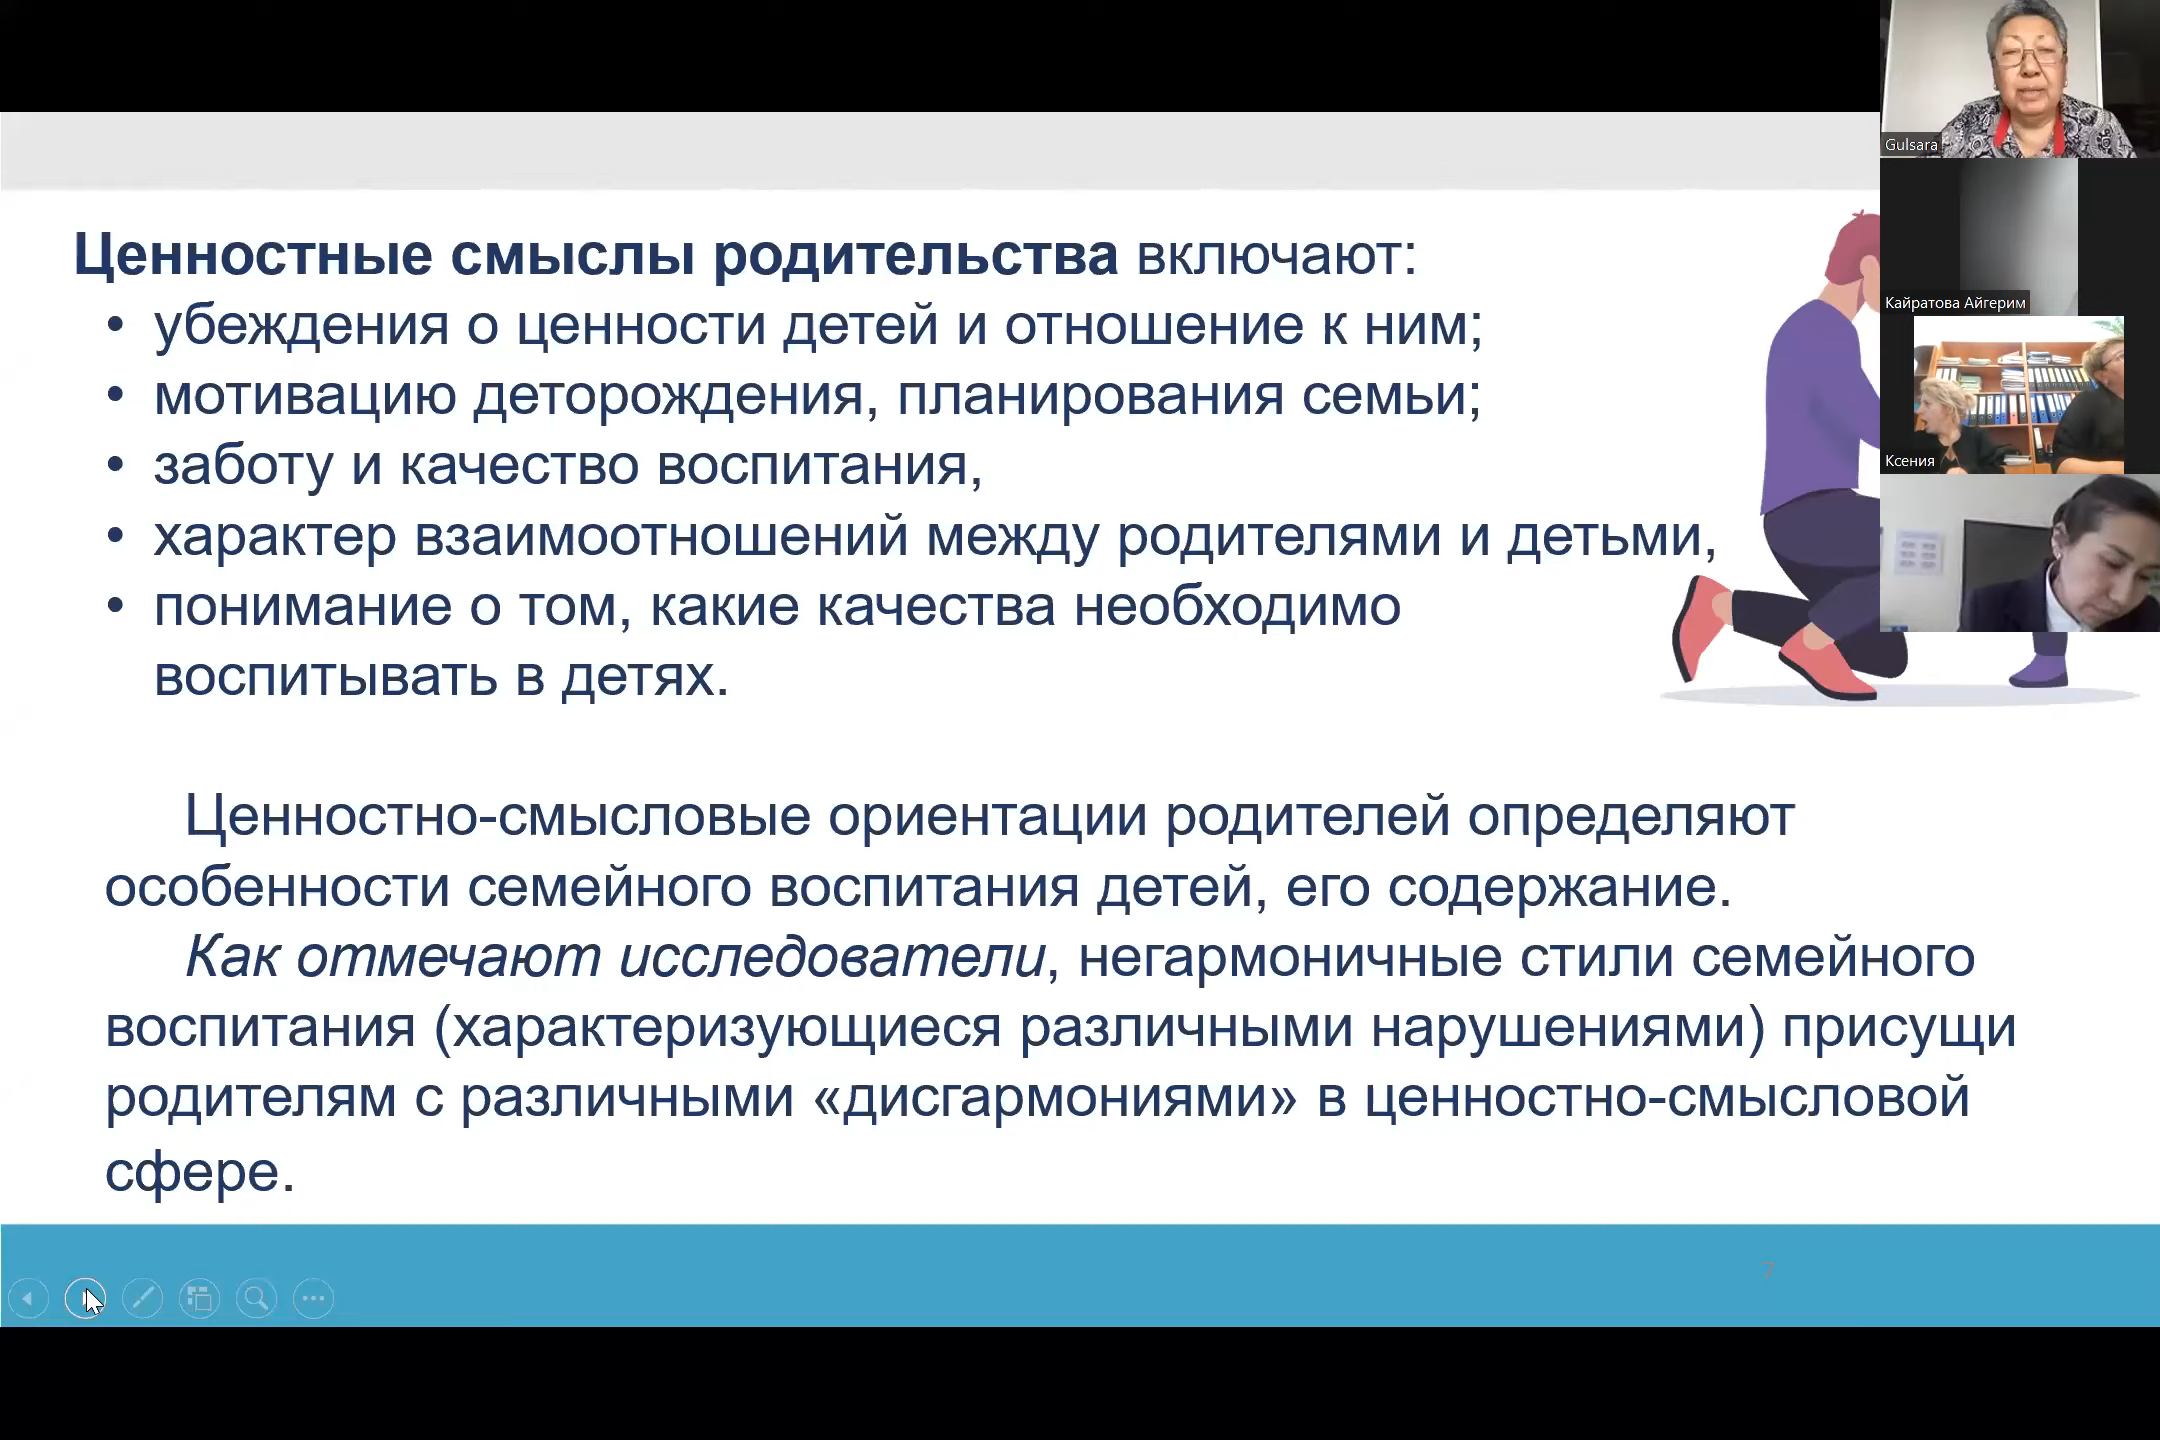 Ценностные смыслы родительства включают:
• убеждения о ценности детей и отношение к ним;
• мотивацию деторождения, планирования семьи;
• заботу и качество воспитания,
• характер взаимоотношений между родителями и детьми,
• понимание о том, какие качества необходимо
воспитывать в детях.
Ценностно-смысловые ориентации родителей определяют
особенности семейного воспитания детей, его содержание.
Как отмечают исследователи, негармоничные стили семейного
воспитания (характеризующиеся различными нарушениями) присущи
родителям с различными «дисгармониями» в ценностно-смысловой
сфере.
7
Gulsara
Кайратова Айгерим
Ксения